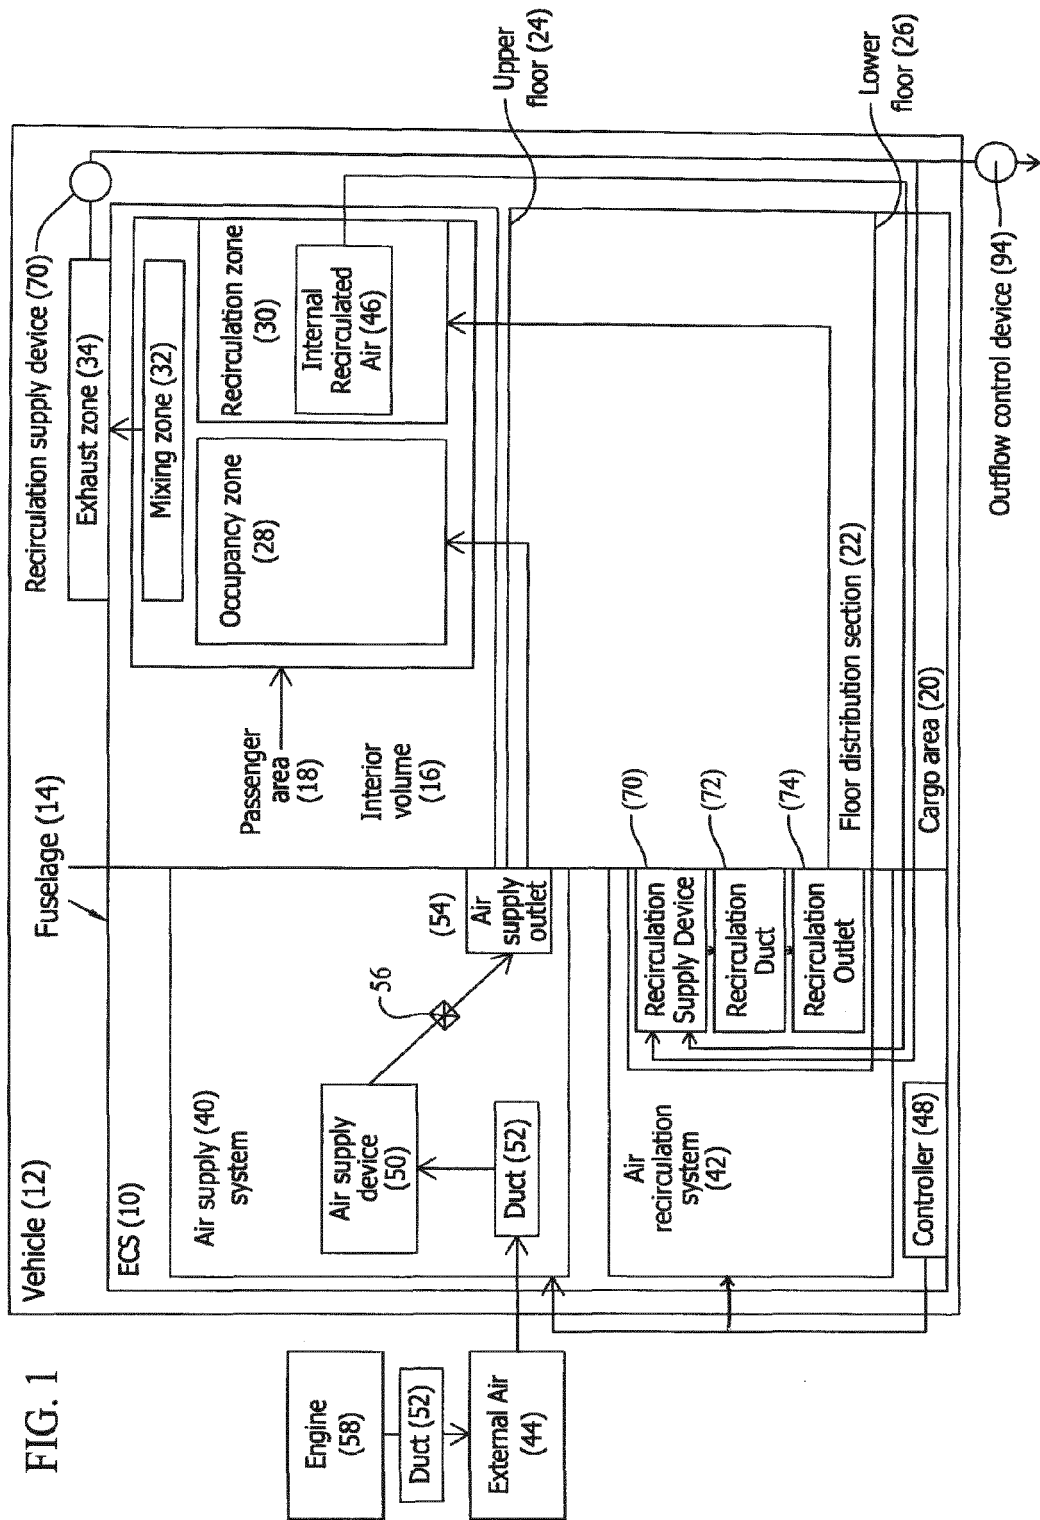 FIG. 1
Vehicle (12)
Fuselage (14)
Recirculation supply device (70)
ECS (10)
Exhaust zone (34)
Mixing zone (32)
Air supply (40)
system
Passenger
area
(18)
Occupancy zone
(28)
Recirculation zone
(30)
Internal
Recirculated
Air (46)
Interior
volume
(16)
Engine
(58)
Duct (52)
External Air
(44)
Air supply
device
(50)
Duct (52)
56
(54)
Air
supply
outlet
Upper
floor (24)
Air
recirculation
system
(42)
Recirculation
Supply Device
(70)
Recirculation
Duct
(72)
Recirculation
Outlet
(74)
Floor distribution section (22)
Lower
floor (26)
Controller (48)
Cargo area (20)
Outflow control device (94)